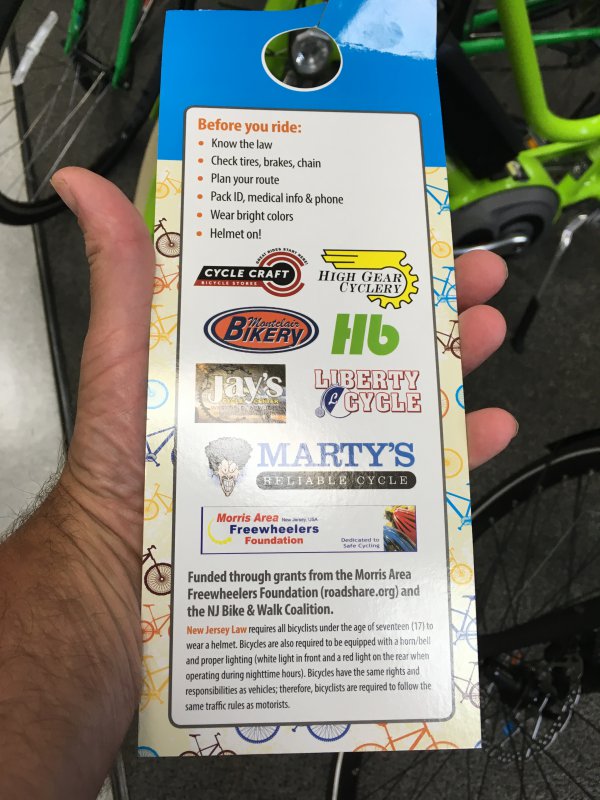 Before you ride:
• Know the law
• Check tires, brakes, chain
• Plan your route
• Pack ID, medical info & phone
• Wear bright colors
• Helmet on!
GREAT RIDES START HERE
CYCLE CRAFT
BICYCLE STORES
HIGH GEAR
CYCLERY
Montclair
BIKERY
Hb
Jay's
LIBERTY
CYCLE
MARTY'S
RELIABLE CYCLE
Morris Area New Jersey, USA
Freewheelers
Foundation
Dedicated to
Safe Cycling
Funded through grants from the Morris Area
Freewheelers Foundation (roadshare.org) and
the NJ Bike & Walk Coalition.
New Jersey Law requires all bicyclists under the age of seventeen (17) to
wear a helmet. Bicycles are also required to be equipped with a horn/bell
and proper lighting (white light in front and a red light on the rear when
operating during nighttime hours). Bicycles have the same rights and
responsibilities as vehicles; therefore, bicyclists are required to follow the
same traffic rules as motorists.